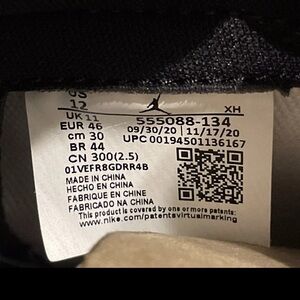 US
12
UK 11
EUR 46
cm 30
BR 44
CN 300(2.5)
XH
555088-134
09/30/20 11/17/20
UPC 00194501136167
01VEFR8GDRR4B
MADE IN CHINA
HECHO EN CHINA
FABRIQUE EN CHINE
FABRICADO NA CHINA
This product is covered by one or more patents. See
www.nike.com/patentsvirtualmarking